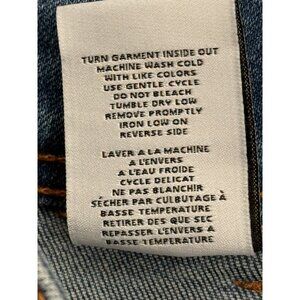 TURN GARMENT INSIDE OUT
MACHINE WASH COLD
WITH LIKE COLORS
USE GENTLE CYCLE
DO NOT BLEACH
TUMBLE DRY LOW
REMOVE PROMPTLY
IRON LOW ON
REVERSE SIDE
LAVER A LA MACHINE
A L'ENVERS
A L'EAU FROIDE
CYCLE DELICAT
NE PAS BLANCHIR
SÉCHER PAR CULBUTAGE À
BASSE TEMPERATURE
RETIRER DES QUE SEC
REPASSER L'ENVERS A
BASSE TEMPERATURE